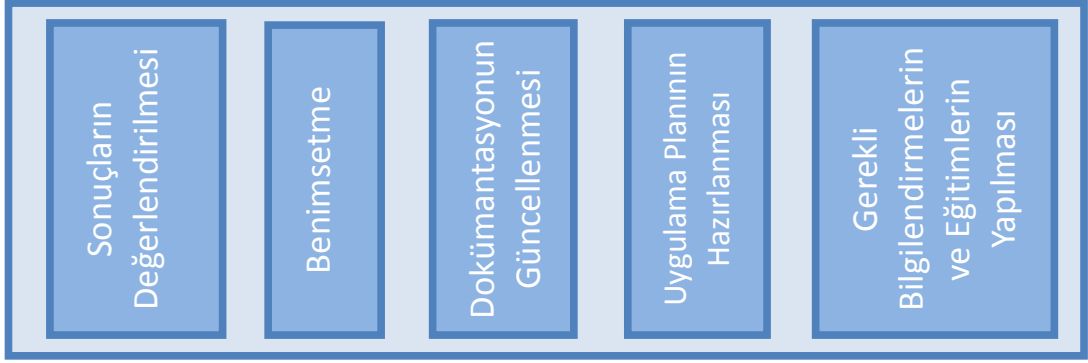 Sonuçların
Değerlendirilmesi
Benimsetme
Dokümantasyonun
Güncellenmesi
Uygulama Planının
Hazırlanması
Gerekli
Bilgilendirmelerin
ve Eğitimlerin
Yapılması